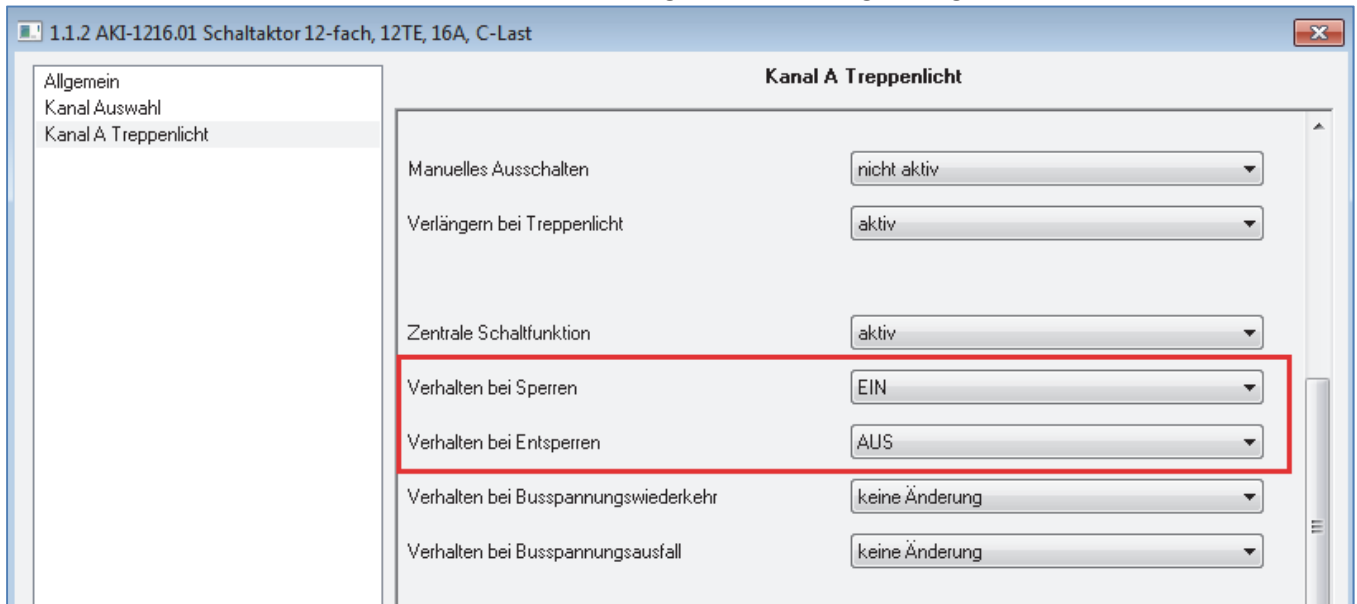 1.1.2 AKI-1216.01 Schaltaktor 12-fach, 12TE, 16A, C-Last
Allgemein
Kanal Auswahl
Kanal A Treppenlicht
Kanal A Treppenlicht
Manuelles Ausschalten nicht aktiv
Verlängern bei Treppenlicht aktiv
Zentrale Schaltfunktion aktiv
Verhalten bei Sperren EIN
Verhalten bei Entsperren AUS
Verhalten bei Busspannungswiederkehr keine Änderung
Verhalten bei Busspannungsausfall keine Änderung